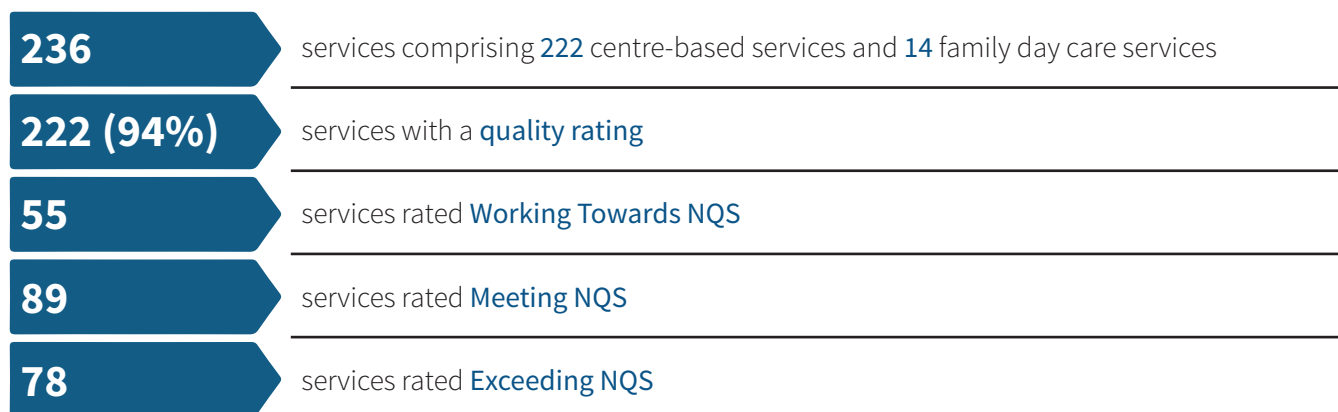 236 services comprising 222 centre-based services and 14 family day care services
222 (94%) services with a quality rating
55 services rated Working Towards NQS
89 services rated Meeting NQS
78 services rated Exceeding NQS